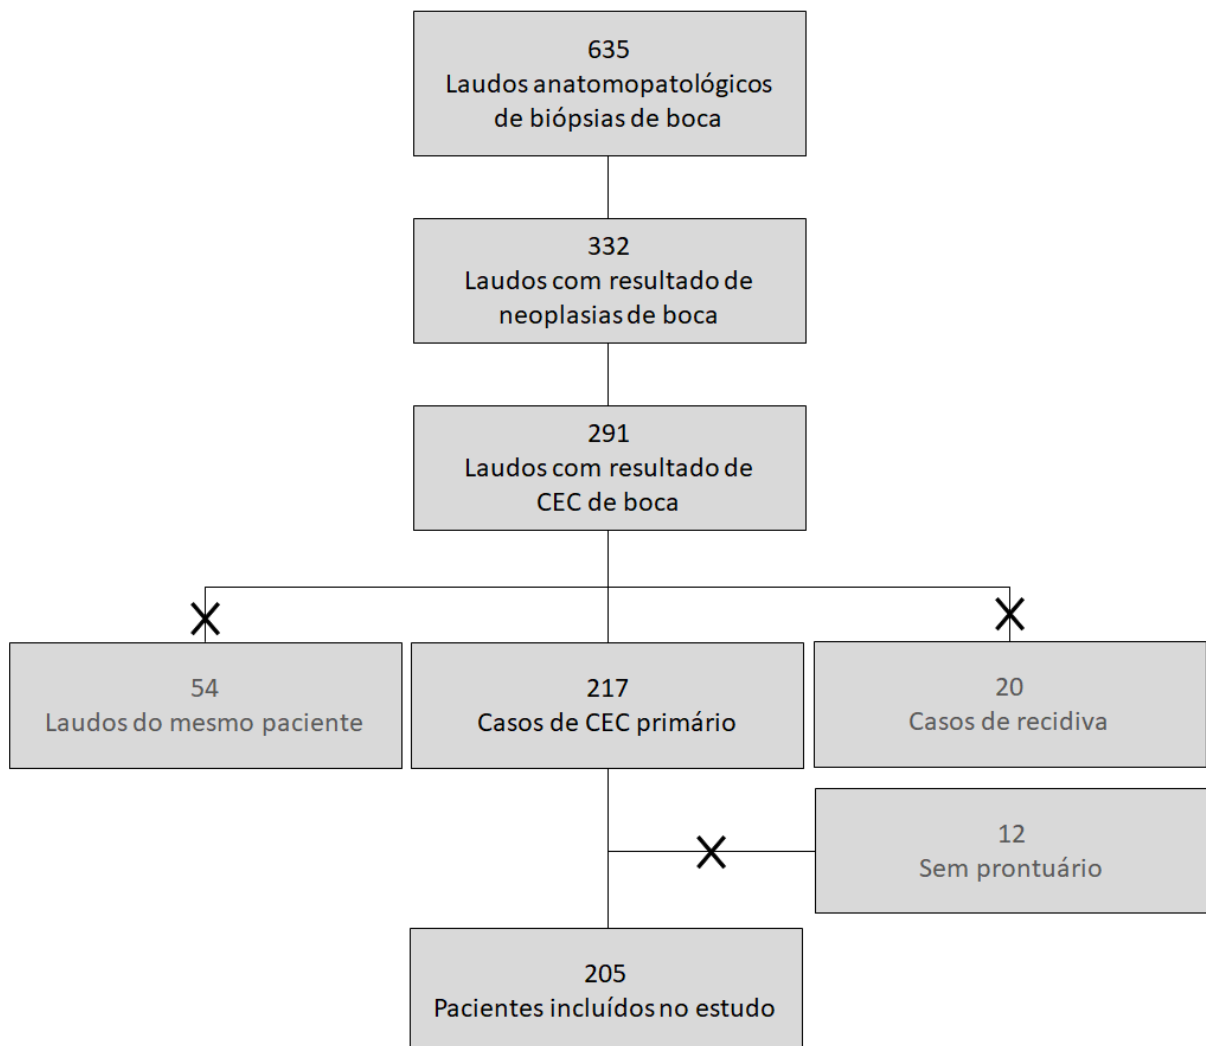 635
Laudos anatomopatológicos
de biópsias de boca
332
Laudos com resultado de
neoplasias de boca
291
Laudos com resultado de
CEC de boca
54
Laudos do mesmo paciente
217
Casos de CEC primário
20
Casos de recidiva
12
Sem prontuário
205
Pacientes incluídos no estudo